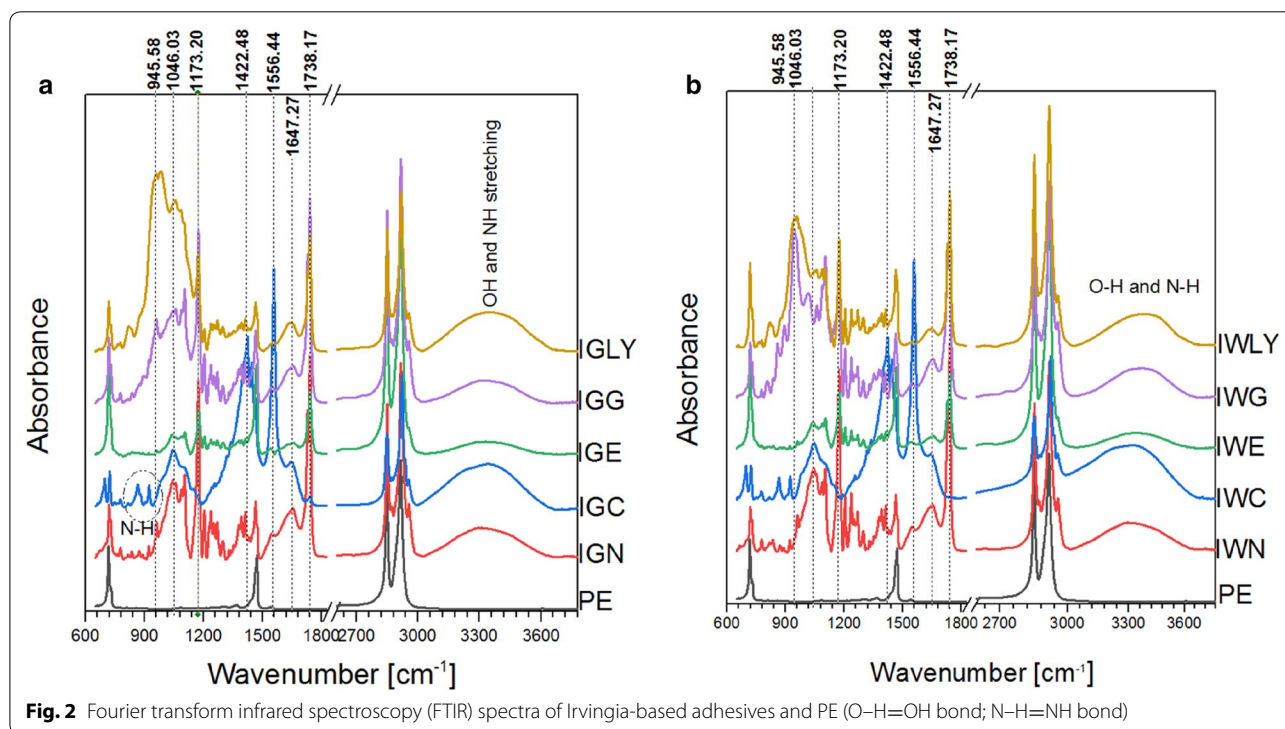 a
945.58
1046.03
1173.20
1422.48
1556.44
1647.27
1738.17
OH and NH stretching
Absorbance
IGLY
IGG
IGE
IGC
N-H
IGN
PE
600 900 1200 1500 1800 2700 3000 3600
Wavenumber [cm-1]
b
945.58
1046.03
1173.20
1422.48
1556.44
1647.27
1738.17
O-H and N-H
Absorbance
IWLY
IWG
IWE
IWC
IWN
PE
600 900 1200 1500 1800 2700 3000 3600
Wavenumber [cm-1]
Fig. 2 Fourier transform infrared spectroscopy (FTIR) spectra of Irvingia-based adhesives and PE (O–H=OH bond; N–H=NH bond)